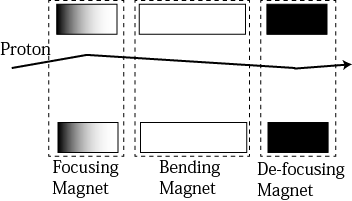 Proton
Focusing
Magnet
Bending
Magnet
De-focusing
Magnet